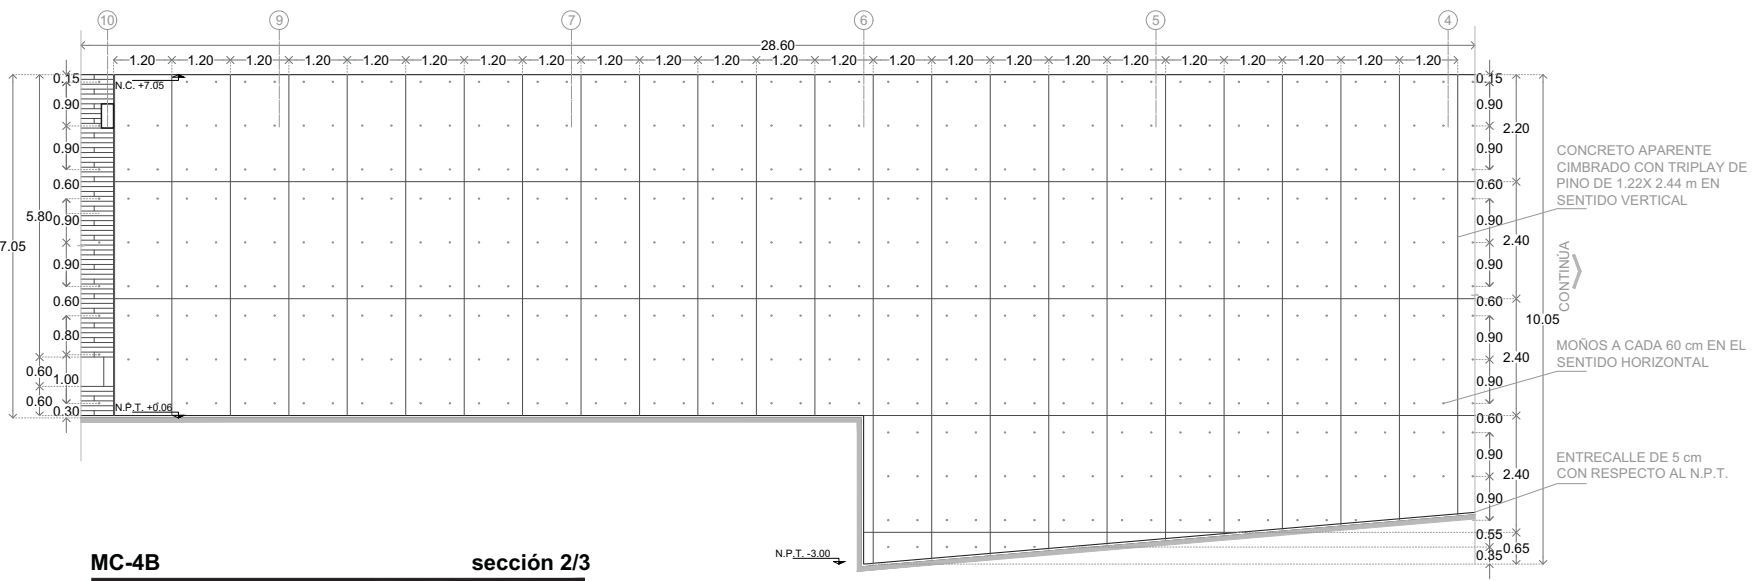 10 9 7 6 5 4
28.60
1.20 1.20 1.20 1.20 1.20 1.20 1.20 1.20 1.20 1.20 1.20 1.20 1.20 1.20 1.20 1.20 1.20 1.20 1.20 1.20 1.20 1.20 1.20
N.C. +7.05
0.15
0.90
0.90
0.60
0.90
0.90
0.60
0.80
1.00
0.30
5.80
0.60
0.60
7.05
N.P.T. +0.06
N.P.T. -3.00
0.15
0.90
0.90
0.60
0.90
0.90
0.60
0.90
0.90
0.60
0.90
0.90
0.55
0.35
2.20
2.40
2.40
2.40
0.65
10.05
CONCRETO APARENTE
CIMBRADO CON TRIPLAY DE
PINO DE 1.22X 2.44 m EN
SENTIDO VERTICAL
CONTINÚA
MOÑOS A CADA 60 cm EN EL
SENTIDO HORIZONTAL
ENTRECALLE DE 5 cm
CON RESPECTO AL N.P.T.
MC-4B sección 2/3